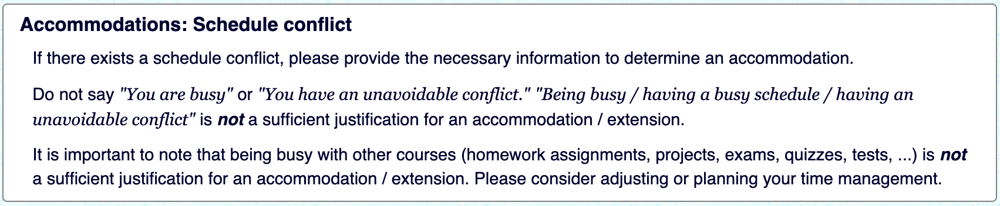 Accommodations: Schedule conflict
If there exists a schedule conflict, please provide the necessary information to determine an accommodation.
Do not say "You are busy" or "You have an unavoidable conflict." "Being busy / having a busy schedule / having an
unavoidable conflict" is not a sufficient justification for an accommodation / extension.
It is important to note that being busy with other courses (homework assignments, projects, exams, quizzes, tests, ...) is not
a sufficient justification for an accommodation / extension. Please consider adjusting or planning your time management.